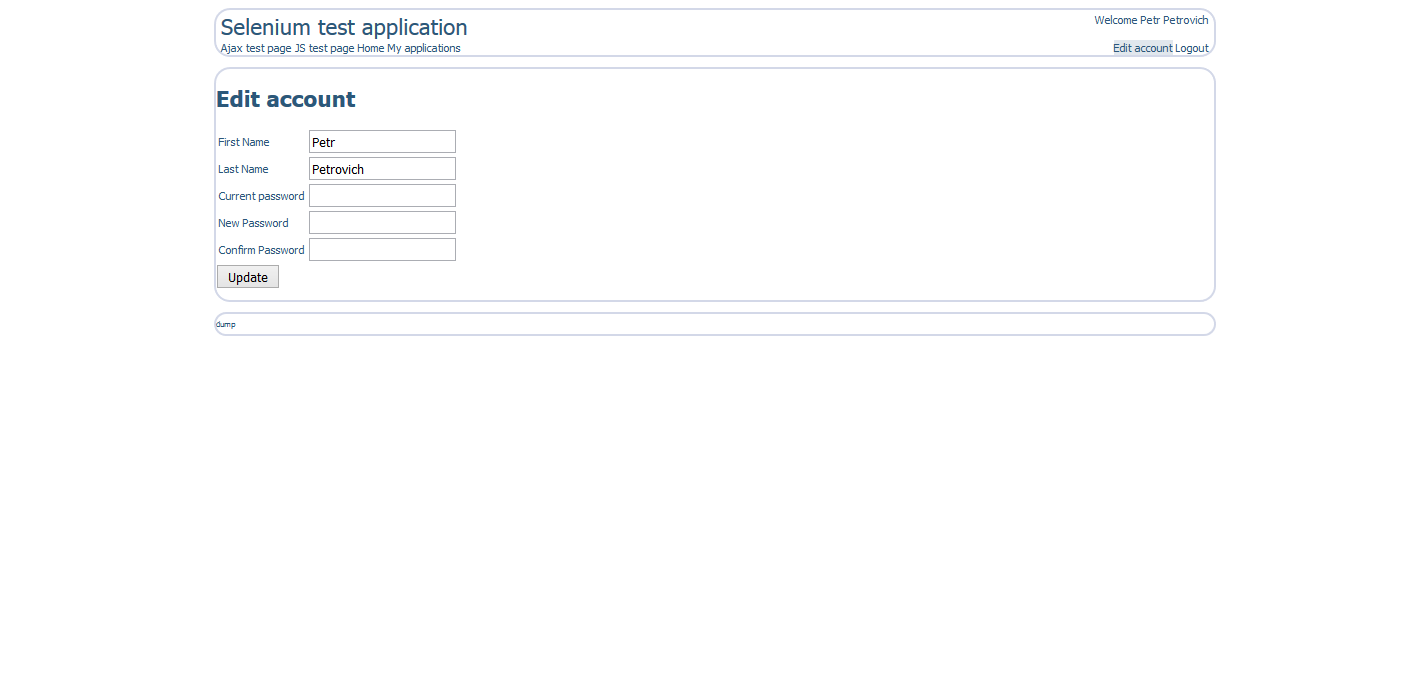 Selenium test application
Welcome Petr Petrovich
Ajax test page JS test page Home My applications
Edit account Logout
Edit account
First Name Petr
Last Name Petrovich
Current password
New Password
Confirm Password
Update
dump